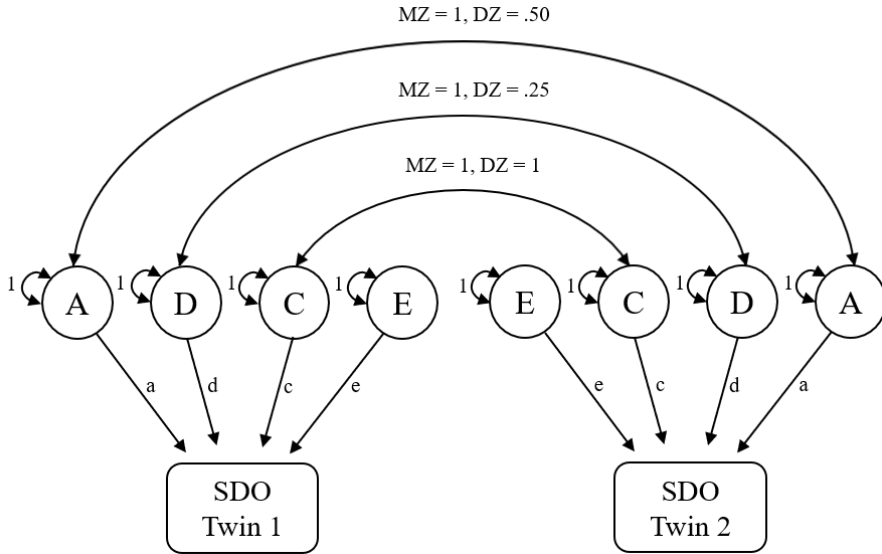 MZ = 1, DZ = .50
MZ = 1, DZ = .25
MZ = 1, DZ = 1
1 A 1 D 1 C 1 E 1 E 1 C 1 D 1 A
a d c e e c d a
SDO
Twin 1
SDO
Twin 2